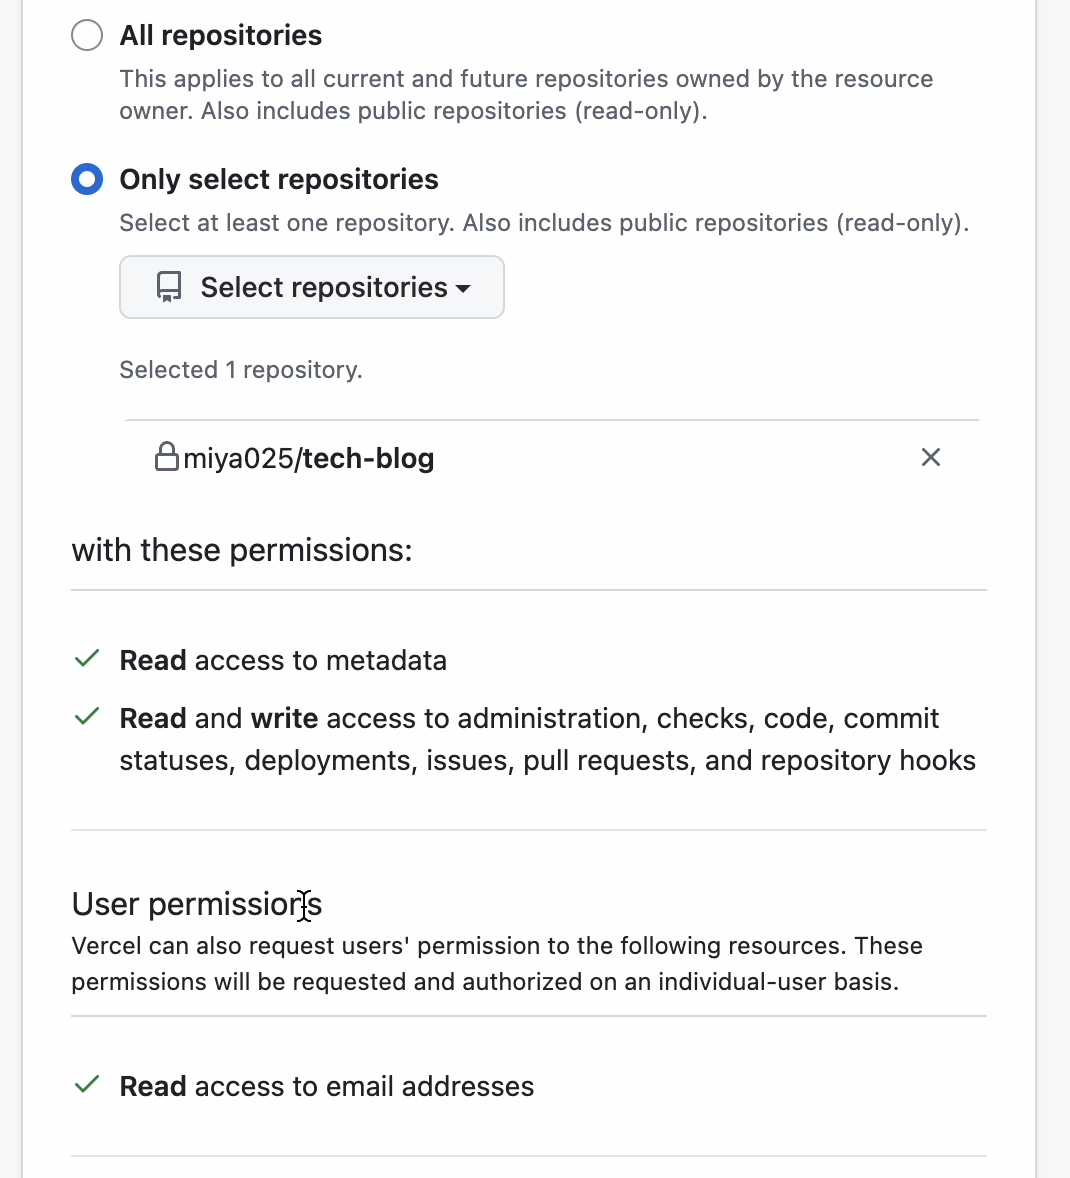 All repositories
This applies to all current and future repositories owned by the resource
owner. Also includes public repositories (read-only).
Only select repositories
Select at least one repository. Also includes public repositories (read-only).
Select repositories
Selected 1 repository.
miya025/tech-blog
with these permissions:
Read access to metadata
Read and write access to administration, checks, code, commit
statuses, deployments, issues, pull requests, and repository hooks
User permissions
Vercel can also request users' permission to the following resources. These
permissions will be requested and authorized on an individual-user basis.
Read access to email addresses